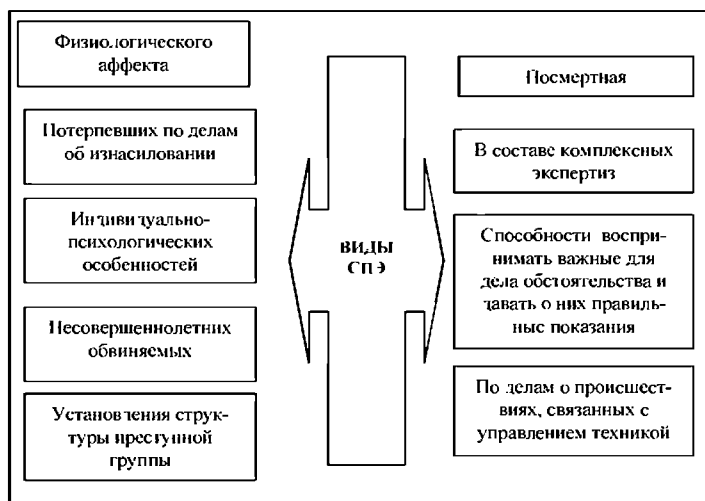 Физиологического
аффекта
Потерпевших по делам
об изнасиловании
Индивидуально-
психологических
особенностей
Несовершеннолетних
обвиняемых
Установления струк-
туры преступной
группы
ВИДЫ
СПЭ
Посмертная
В составе комплексных
экспертиз
Способности воспри-
нимать важные для
дела обстоятельства и
давать о них правиль-
ные показания
По делам о происшест-
виях, связанных с
управлением техникой